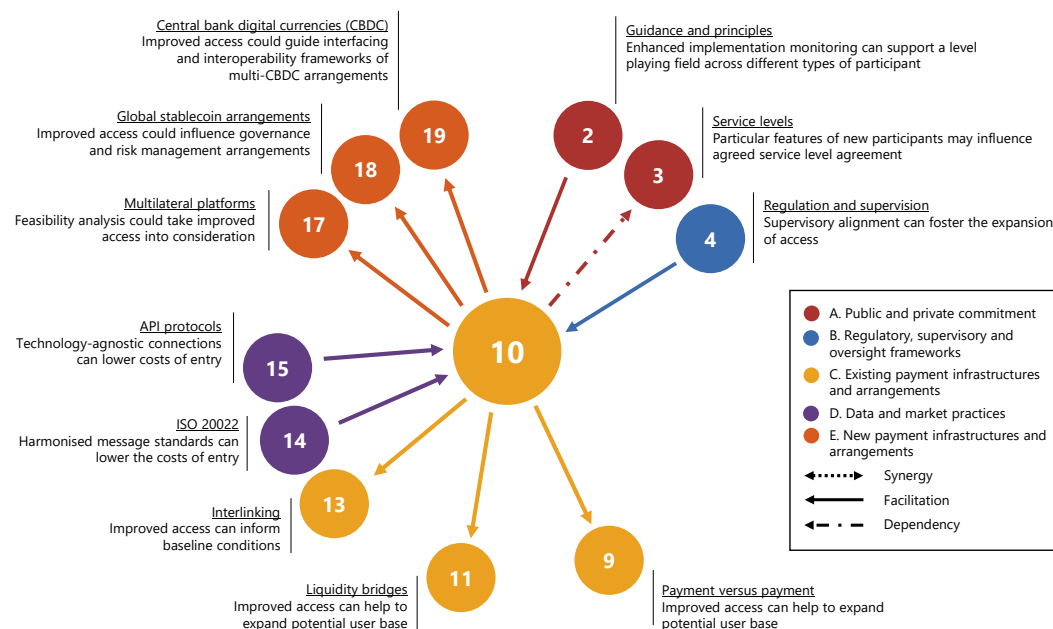 Central bank digital currencies (CBDC)
Improved access could guide interfacing
and interoperability frameworks of
multi-CBDC arrangements
19
Global stablecoin arrangements
Improved access could influence governance
and risk management arrangements
18
Multilateral platforms
Feasibility analysis could take improved
access into consideration
17
Guidance and principles
Enhanced implementation monitoring can support a level
playing field across different types of participant
2
Service levels
Particular features of new participants may influence
agreed service level agreement
3
Regulation and supervision
Supervisory alignment can foster the expansion
of access
4
10
API protocols
Technology-agnostic connections
can lower costs of entry
15
ISO 20022
Harmonised message standards can
lower the costs of entry
14
Interlinking
Improved access can inform
baseline conditions
13
Liquidity bridges
Improved access can help to
expand potential user base
11
Payment versus payment
Improved access can help to expand
potential user base
9
A. Public and private commitment
B. Regulatory, supervisory and
oversight frameworks
C. Existing payment infrastructures
and arrangements
D. Data and market practices
E. New payment infrastructures and
arrangements
Synergy
Facilitation
Dependency